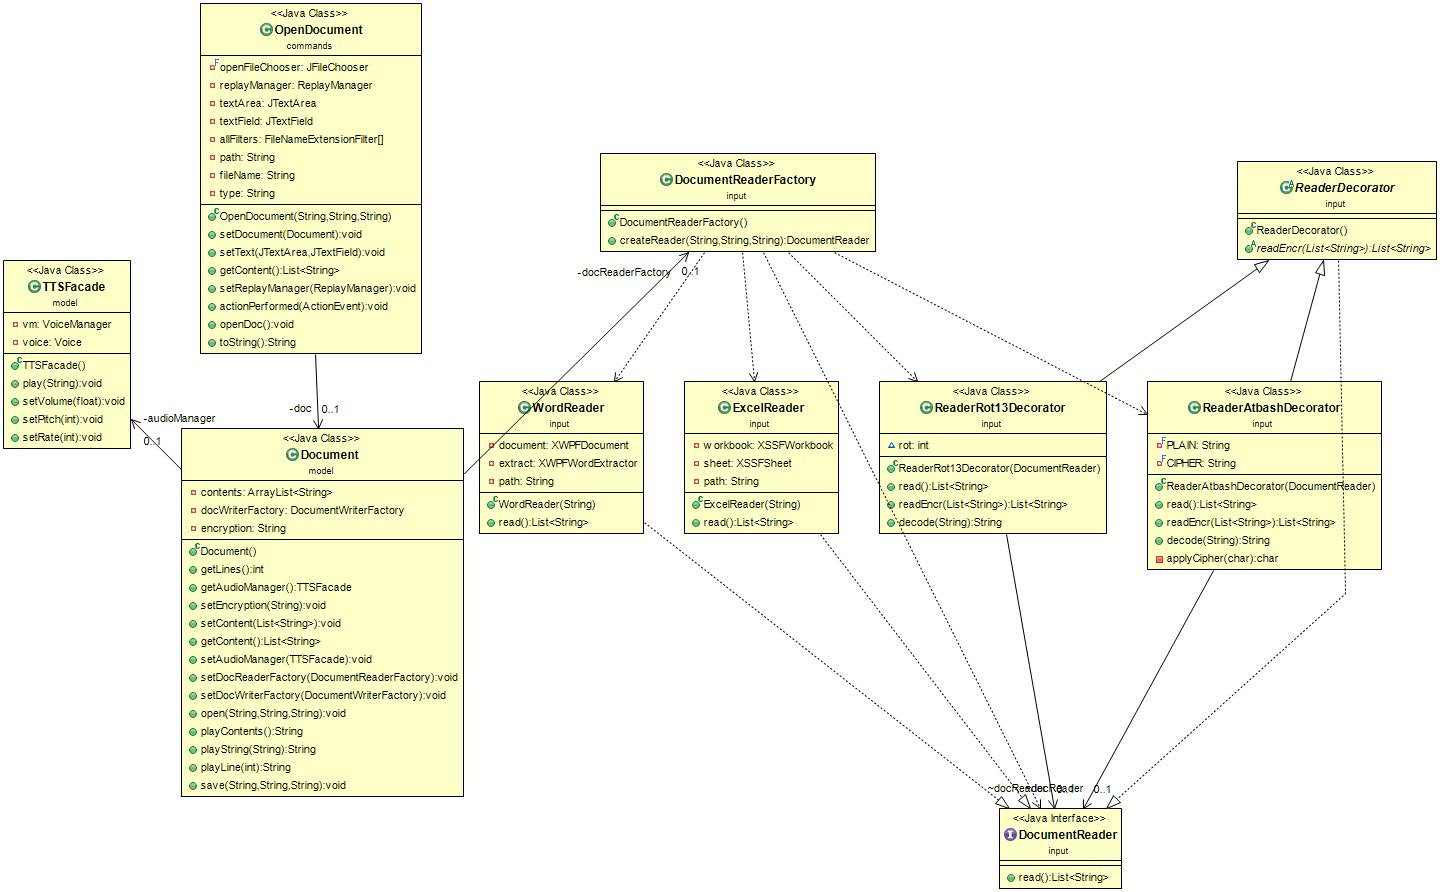 <<Java Class>>
OpenDocument
commands
openFileChooser: JFileChooser
replayManager: ReplayManager
textArea: JTextArea
textField: JTextField
allFilters: FileNameExtensionFilter[]
path: String
fileName: String
type: String
OpenDocument(String,String,String)
setDocument(Document):void
setText(JTextArea,JTextField):void
getContent():List<String>
setReplayManager(ReplayManager):void
actionPerformed(ActionEvent):void
openDoc():void
toString():String
<<Java Class>>
DocumentReaderFactory
input
DocumentReaderFactory()
createReader(String,String,String):DocumentReader
<<Java Class>>
ReaderDecorator
input
ReaderDecorator()
readEncr(List<String>):List<String>
<<Java Class>>
TTSFacade
model
vm: VoiceManager
voice: Voice
TTSFacade()
play(String):void
setVolume(float):void
setPitch(int):void
setRate(int):void
-docReaderFactory
0..1
-doc
0..1
-audioManager
0..1
<<Java Class>>
Document
model
contents: ArrayList<String>
docWriterFactory: DocumentWriterFactory
encryption: String
Document()
getLines():int
getAudioManager():TTSFacade
setEncryption(String):void
setContent(List<String>):void
getContent():List<String>
setAudioManager(TTSFacade):void
setDocReaderFactory(DocumentReaderFactory):void
setDocWriterFactory(DocumentWriterFactory):void
open(String,String,String):void
playContents():String
playString(String):String
playLine(int):String
save(String,String,String):void
<<Java Class>>
WordReader
input
document: XWPFDocument
extract: XWPFWordExtractor
path: String
WordReader(String)
read():List<String>
<<Java Class>>
ExcelReader
input
workbook: XSSFWorkbook
sheet: XSSFSheet
path: String
ExcelReader(String)
read():List<String>
<<Java Class>>
ReaderRot13Decorator
input
rot: int
ReaderRot13Decorator(DocumentReader)
read():List<String>
readEncr(List<String>):List<String>
decode(String):String
<<Java Class>>
ReaderAtbashDecorator
input
PLAIN: String
CIPHER: String
ReaderAtbashDecorator(DocumentReader)
read():List<String>
readEncr(List<String>):List<String>
decode(String):String
applyCipher(char):char
0..1
<<Java Interface>>
DocumentReader
input
read():List<String>